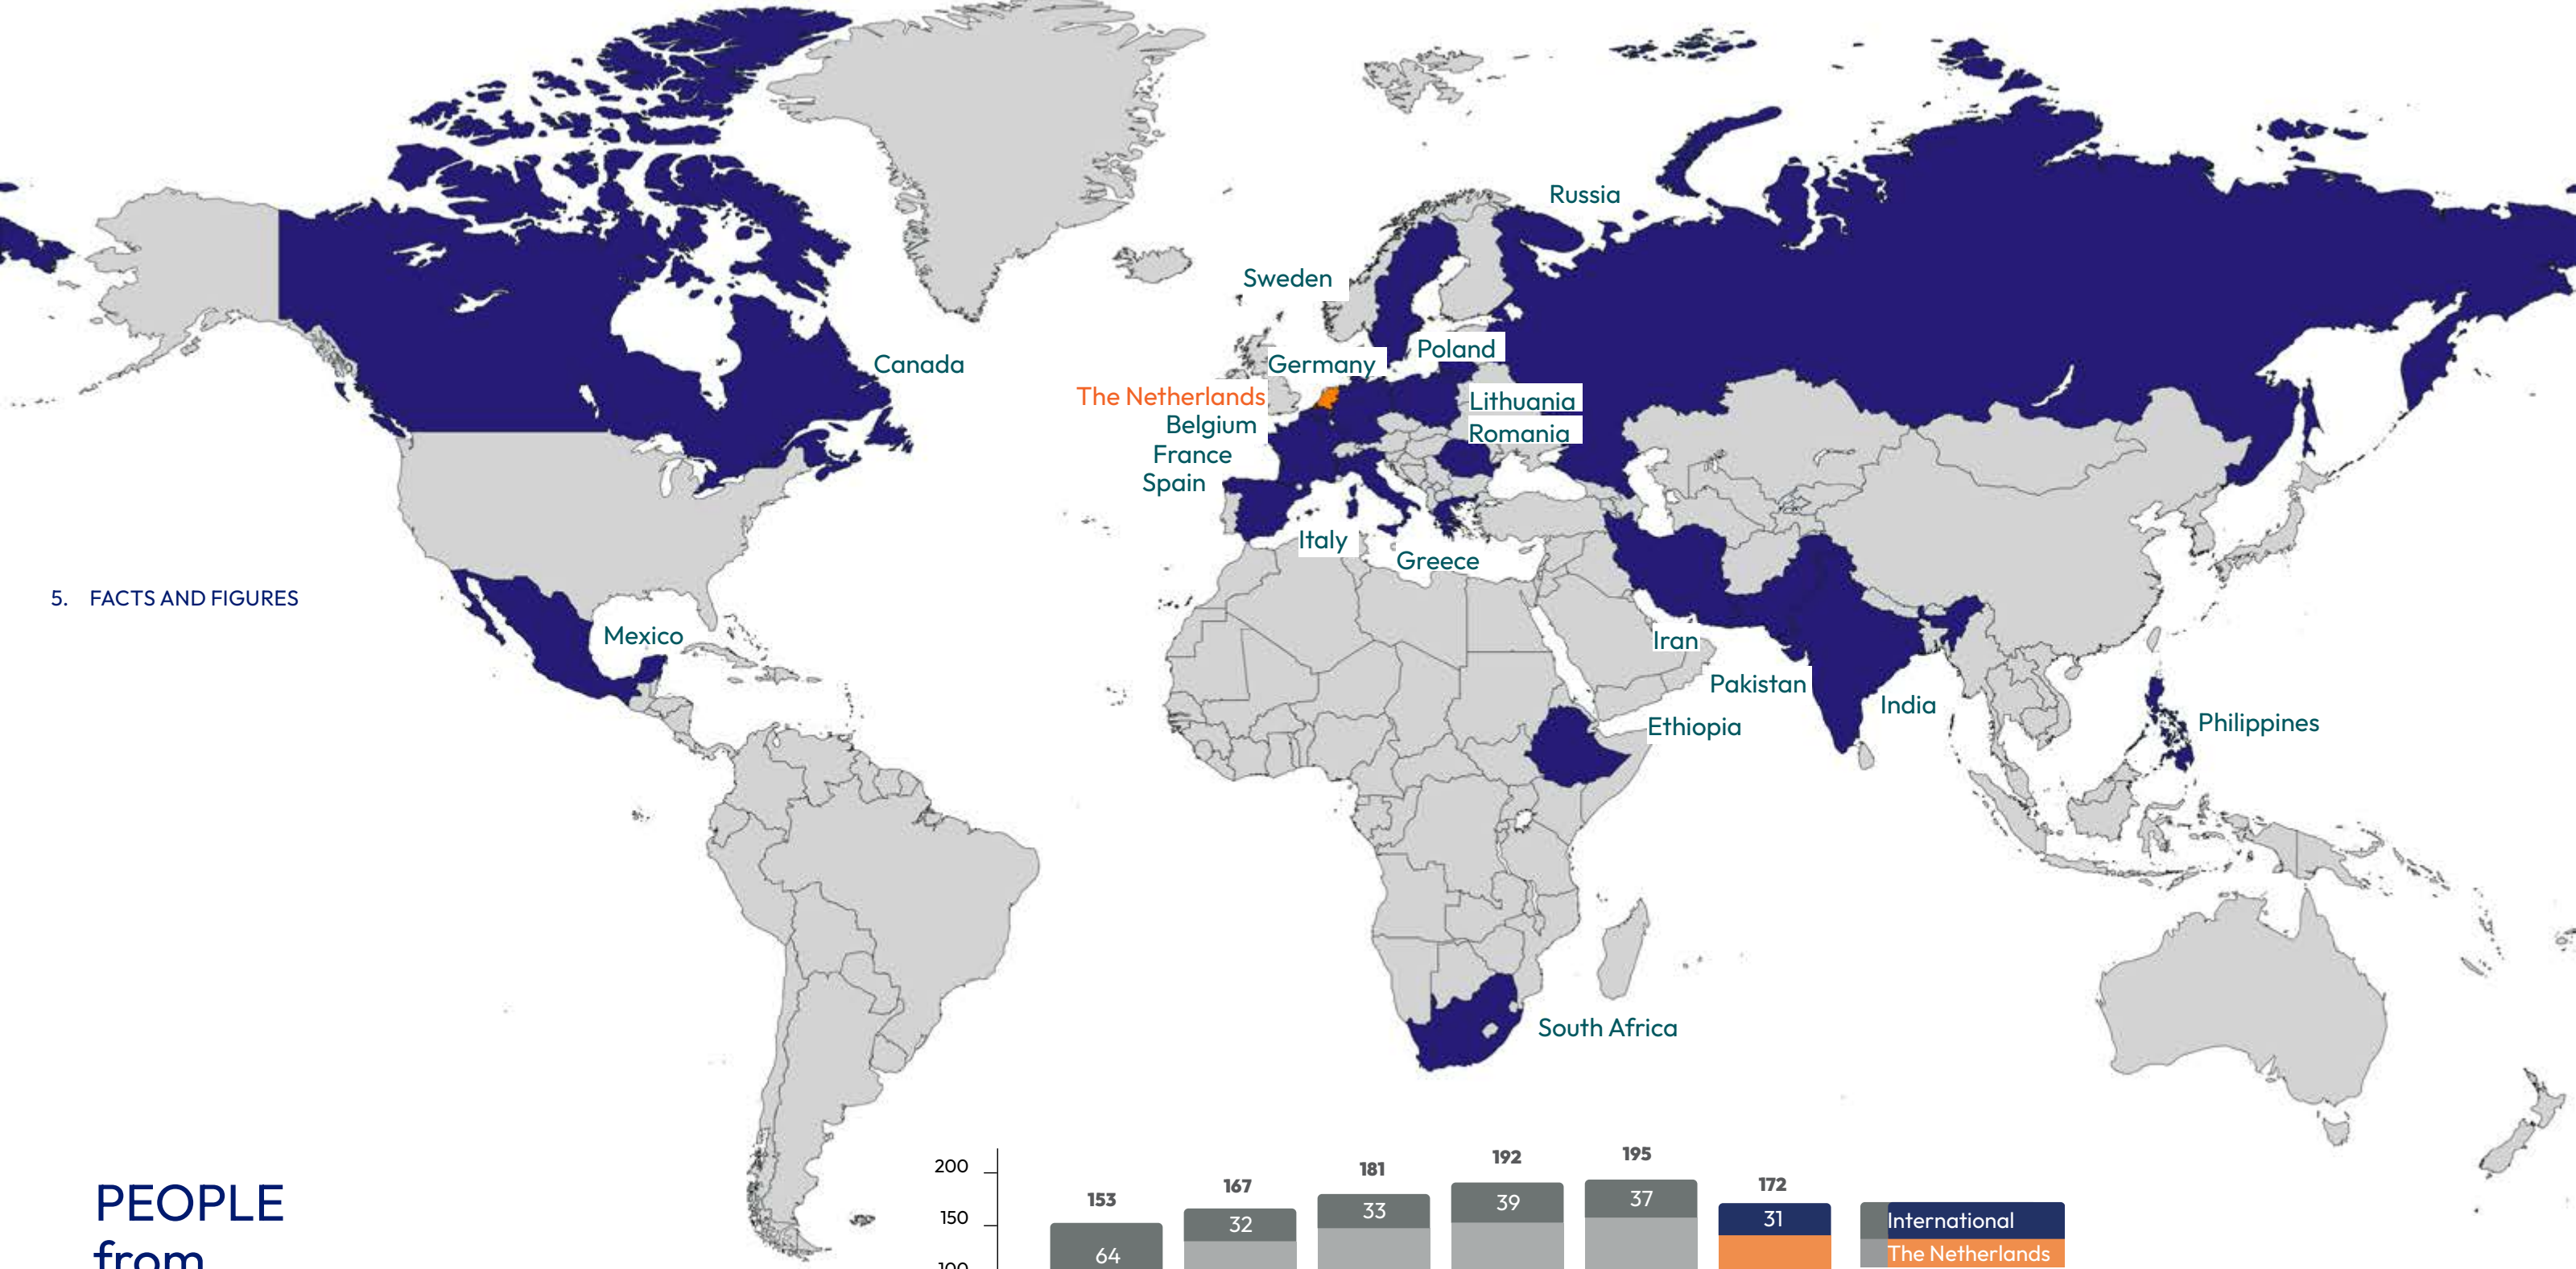 Russia
Sweden
Canada
Germany
Poland
The Netherlands
Lithuania
Belgium
Romania
France
Spain
Italy
Greece
5. FACTS AND FIGURES
Mexico
Iran
Pakistan
India
Ethiopia
Philippines
South Africa
PEOPLE
from
200
150
100
153
64
167
32
181
33
192
39
195
37
172
31
International
The Netherlands